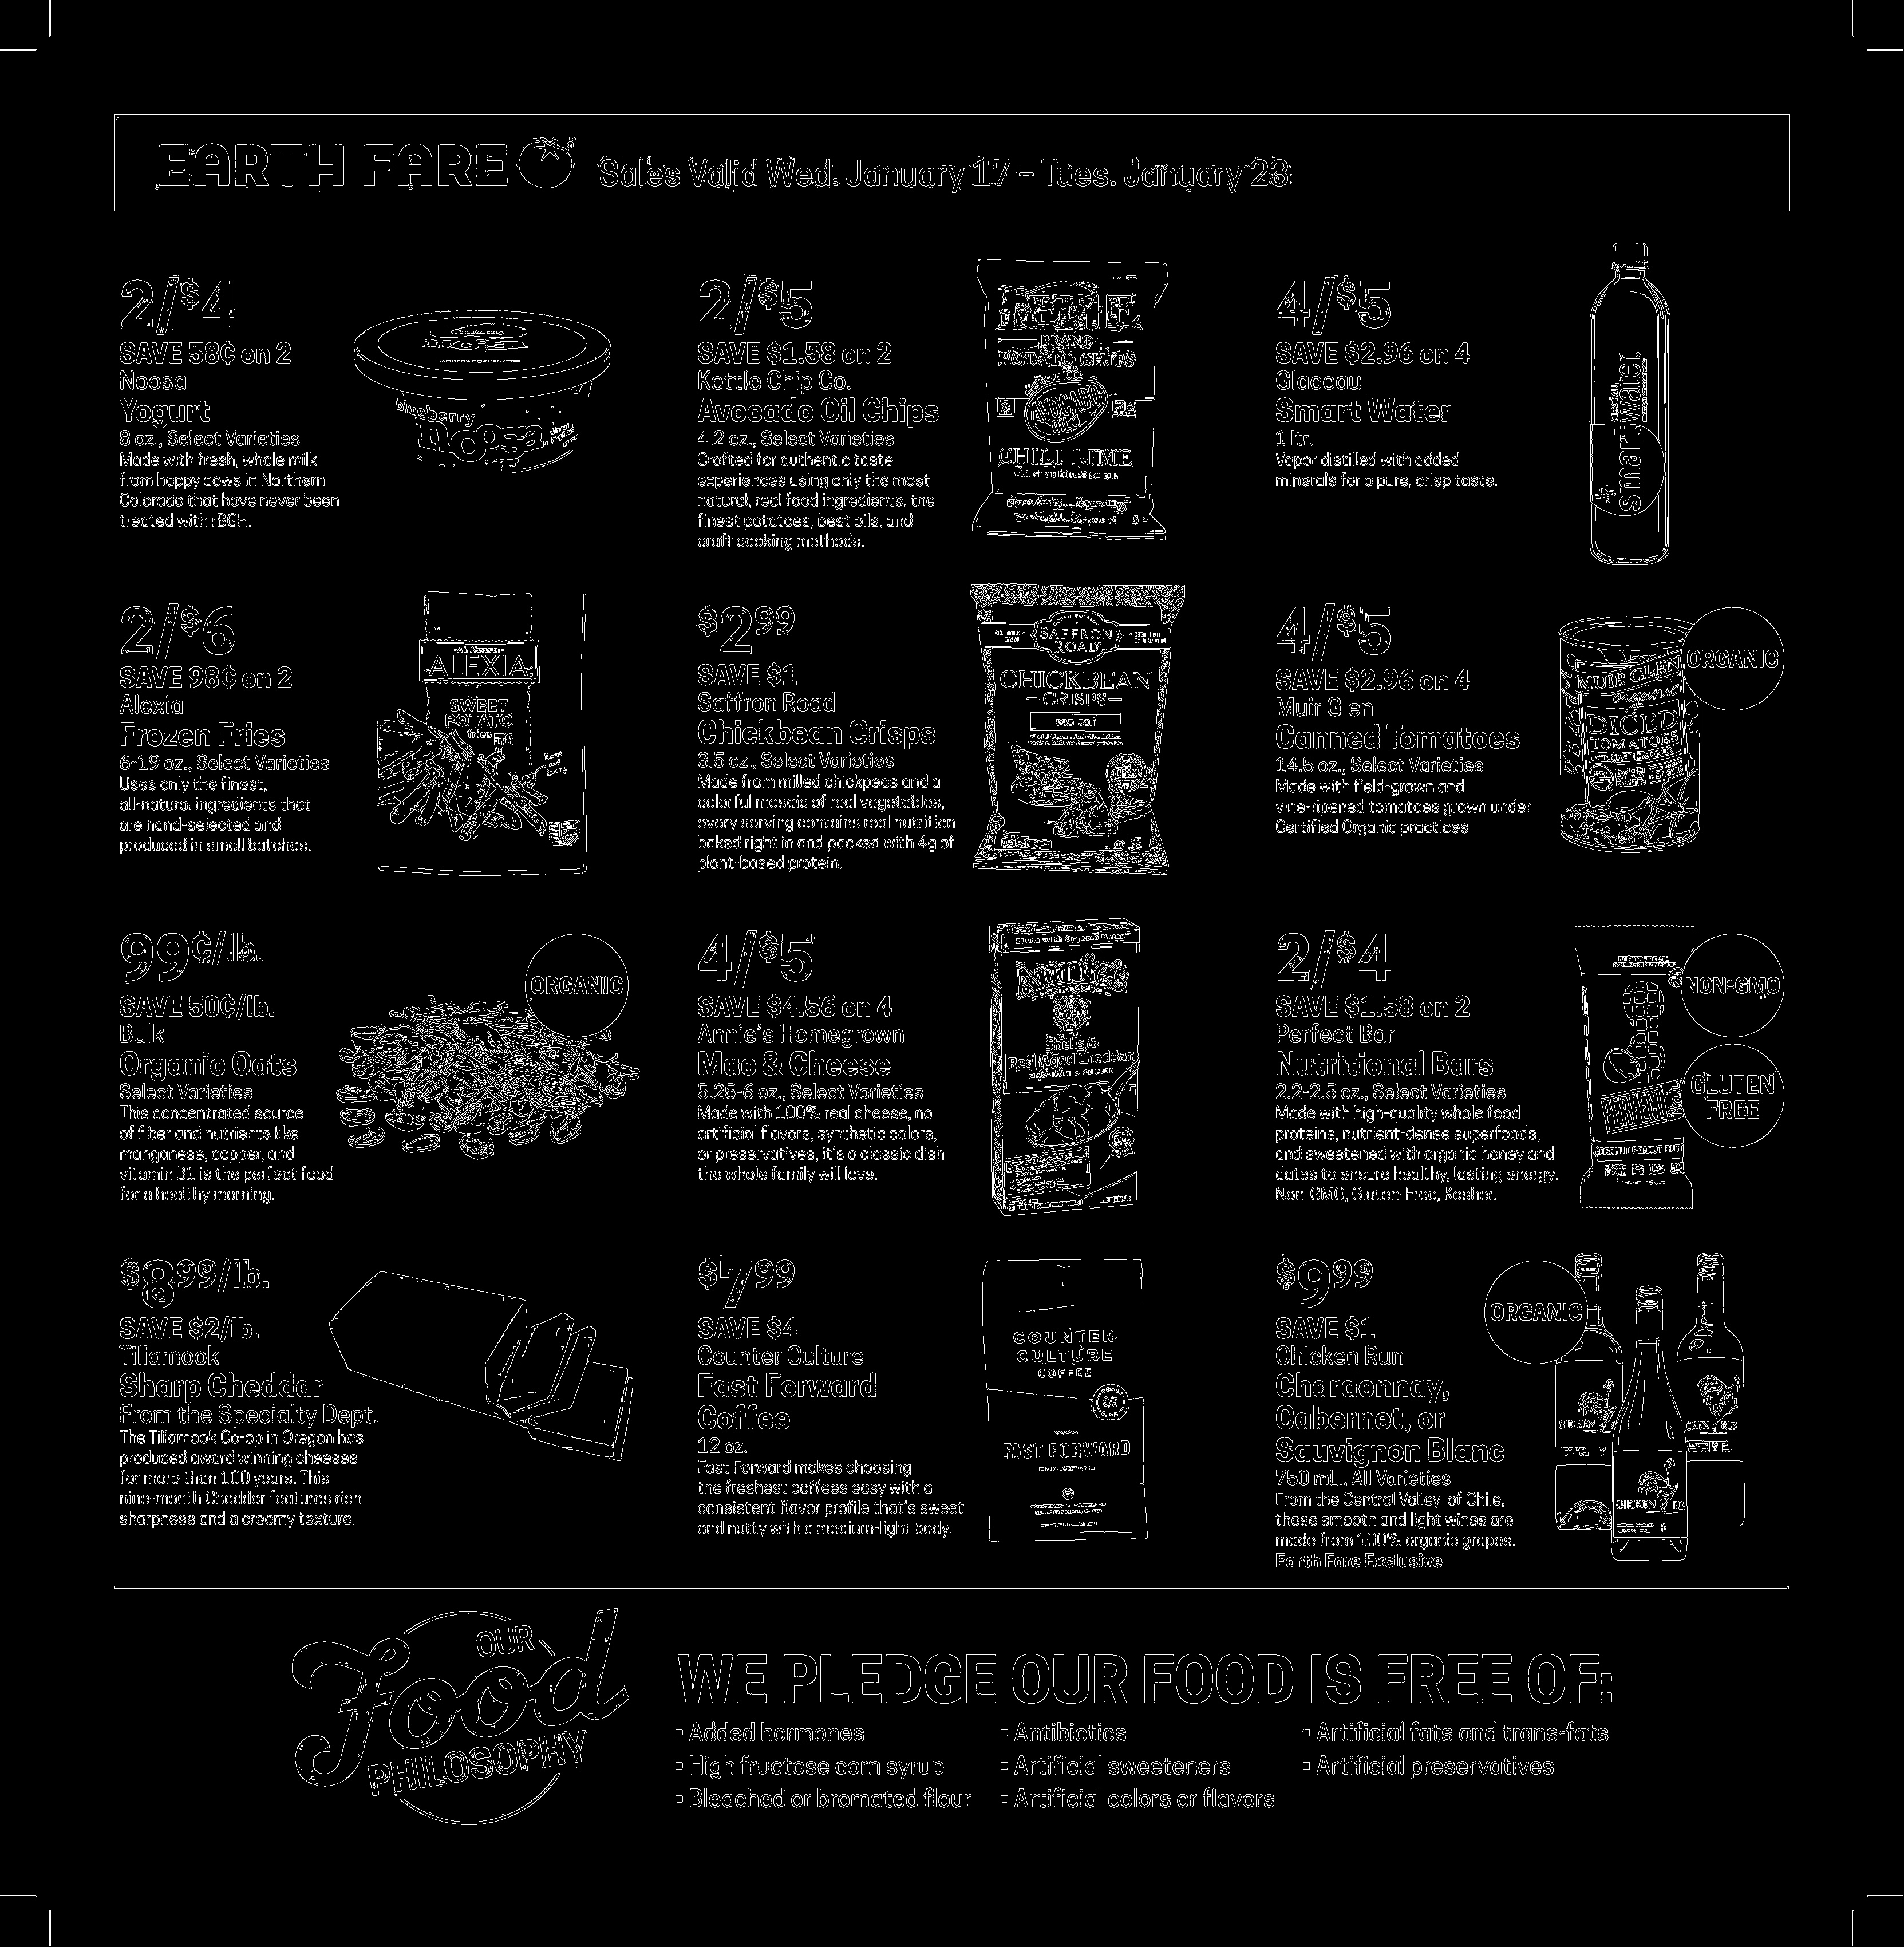 EARTH FARE Sales Valid Wed. January 17 – Tues. January 23
2/$4
SAVE 58¢ on 2
Noosa
Yogurt
8 oz., Select Varieties
Made with fresh, whole milk
from happy cows in Northern
Colorado that have never been
treated with rBGH.
blueberry
noosa
2/$5
SAVE $1.58 on 2
Kettle Chip Co.
Avocado Oil Chips
4.2 oz., Select Varieties
Crafted for authentic taste
experiences using only the most
natural, real food ingredients, the
finest potatoes, best oils, and
craft cooking methods.
KETTLE
BRAND
POTATO CHIPS
AVOCADO
OIL
CHILI LIME
4/$5
SAVE $2.96 on 4
Glaceau
Smart Water
1 ltr.
Vapor distilled with added
minerals for a pure, crisp taste.
smartwater
2/$6
SAVE 98¢ on 2
Alexia
Frozen Fries
6-19 oz., Select Varieties
Uses only the finest,
all-natural ingredients that
are hand-selected and
produced in small batches.
All Natural
ALEXIA
SWEET
POTATO
fries
$2.99
SAVE $1
Saffron Road
Chickbean Crisps
3.5 oz., Select Varieties
Made from milled chickpeas and a
colorful mosaic of real vegetables,
every serving contains real nutrition
baked right in and packed with 4g of
plant-based protein.
SAFFRON
ROAD
CHICKBEAN
CRISPS
sea salt
4/$5
SAVE $2.96 on 4
Muir Glen
Canned Tomatoes
14.5 oz., Select Varieties
Made with field-grown and
vine-ripened tomatoes grown under
Certified Organic practices
ORGANIC
MUIR GLEN
organic
DICED
TOMATOES
99¢/lb.
SAVE 50¢/lb.
Bulk
Organic Oats
Select Varieties
This concentrated source
of fiber and nutrients like
manganese, copper, and
vitamin B1 is the perfect food
for a healthy morning.
ORGANIC
4/$5
SAVE $4.56 on 4
Annie's Homegrown
Mac & Cheese
5.25-6 oz., Select Varieties
Made with 100% real cheese, no
artificial flavors, synthetic colors,
or preservatives, it's a classic dish
the whole family will love.
Made with Organic Pasta
Annie's
HOMEGROWN
Shells &
Real Aged Cheddar
2/$4
SAVE $1.58 on 2
Perfect Bar
Nutritional Bars
2.2-2.5 oz., Select Varieties
Made with high-quality whole food
proteins, nutrient-dense superfoods,
and sweetened with organic honey and
dates to ensure healthy, lasting energy.
Non-GMO, Gluten-Free, Kosher.
NON-GMO
GLUTEN
FREE
PERFECT
COCONUT PEANUT BUTT
$8.99/lb.
SAVE $2/lb.
Tillamook
Sharp Cheddar
From the Specialty Dept.
The Tillamook Co-op in Oregon has
produced award winning cheeses
for more than 100 years. This
nine-month Cheddar features rich
sharpness and a creamy texture.
$7.99
SAVE $4
Counter Culture
Fast Forward
Coffee
12 oz.
Fast Forward makes choosing
the freshest coffees easy with a
consistent flavor profile that's sweet
and nutty with a medium-light body.
COUNTER
CULTURE
COFFEE
FAST FORWARD
$9.99
SAVE $1
Chicken Run
Chardonnay,
Cabernet, or
Sauvignon Blanc
750 mL., All Varieties
From the Central Valley of Chile,
these smooth and light wines are
made from 100% organic grapes.
Earth Fare Exclusive
ORGANIC
CHICKEN
CHICKEN RUN
OUR
Food
PHILOSOPHY
WE PLEDGE OUR FOOD IS FREE OF:
▪ Added hormones
▪ High fructose corn syrup
▪ Bleached or bromated flour
▪ Antibiotics
▪ Artificial sweeteners
▪ Artificial colors or flavors
▪ Artificial fats and trans-fats
▪ Artificial preservatives